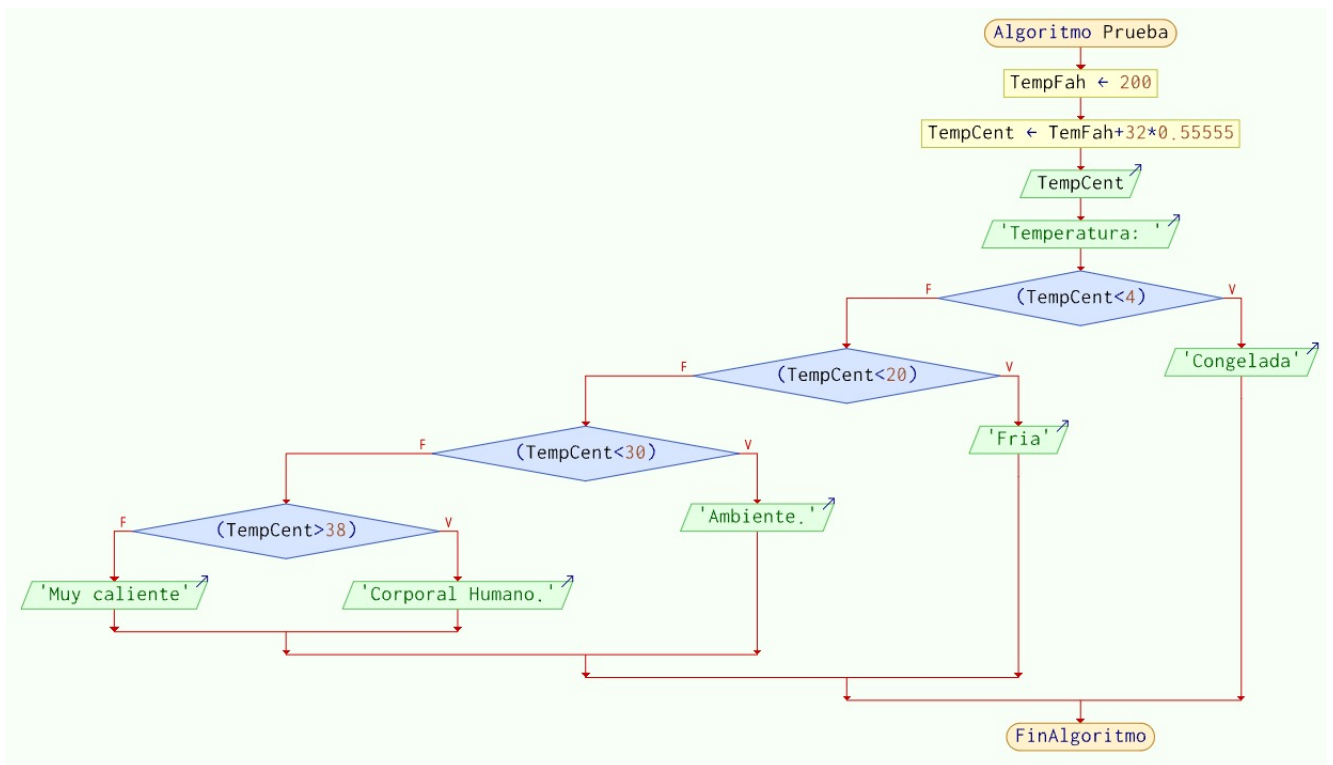 Algoritmo Prueba
TempFah ← 200
TempCent ← TemFah+32*0.55555
TempCent
'Temperatura: '
F
(TempCent<4)
V
'Congelada'
F
(TempCent<20)
V
'Fria'
F
(TempCent<30)
V
'Ambiente.'
F
(TempCent>38)
V
'Muy caliente'
'Corporal Humano.'
FinAlgoritmo